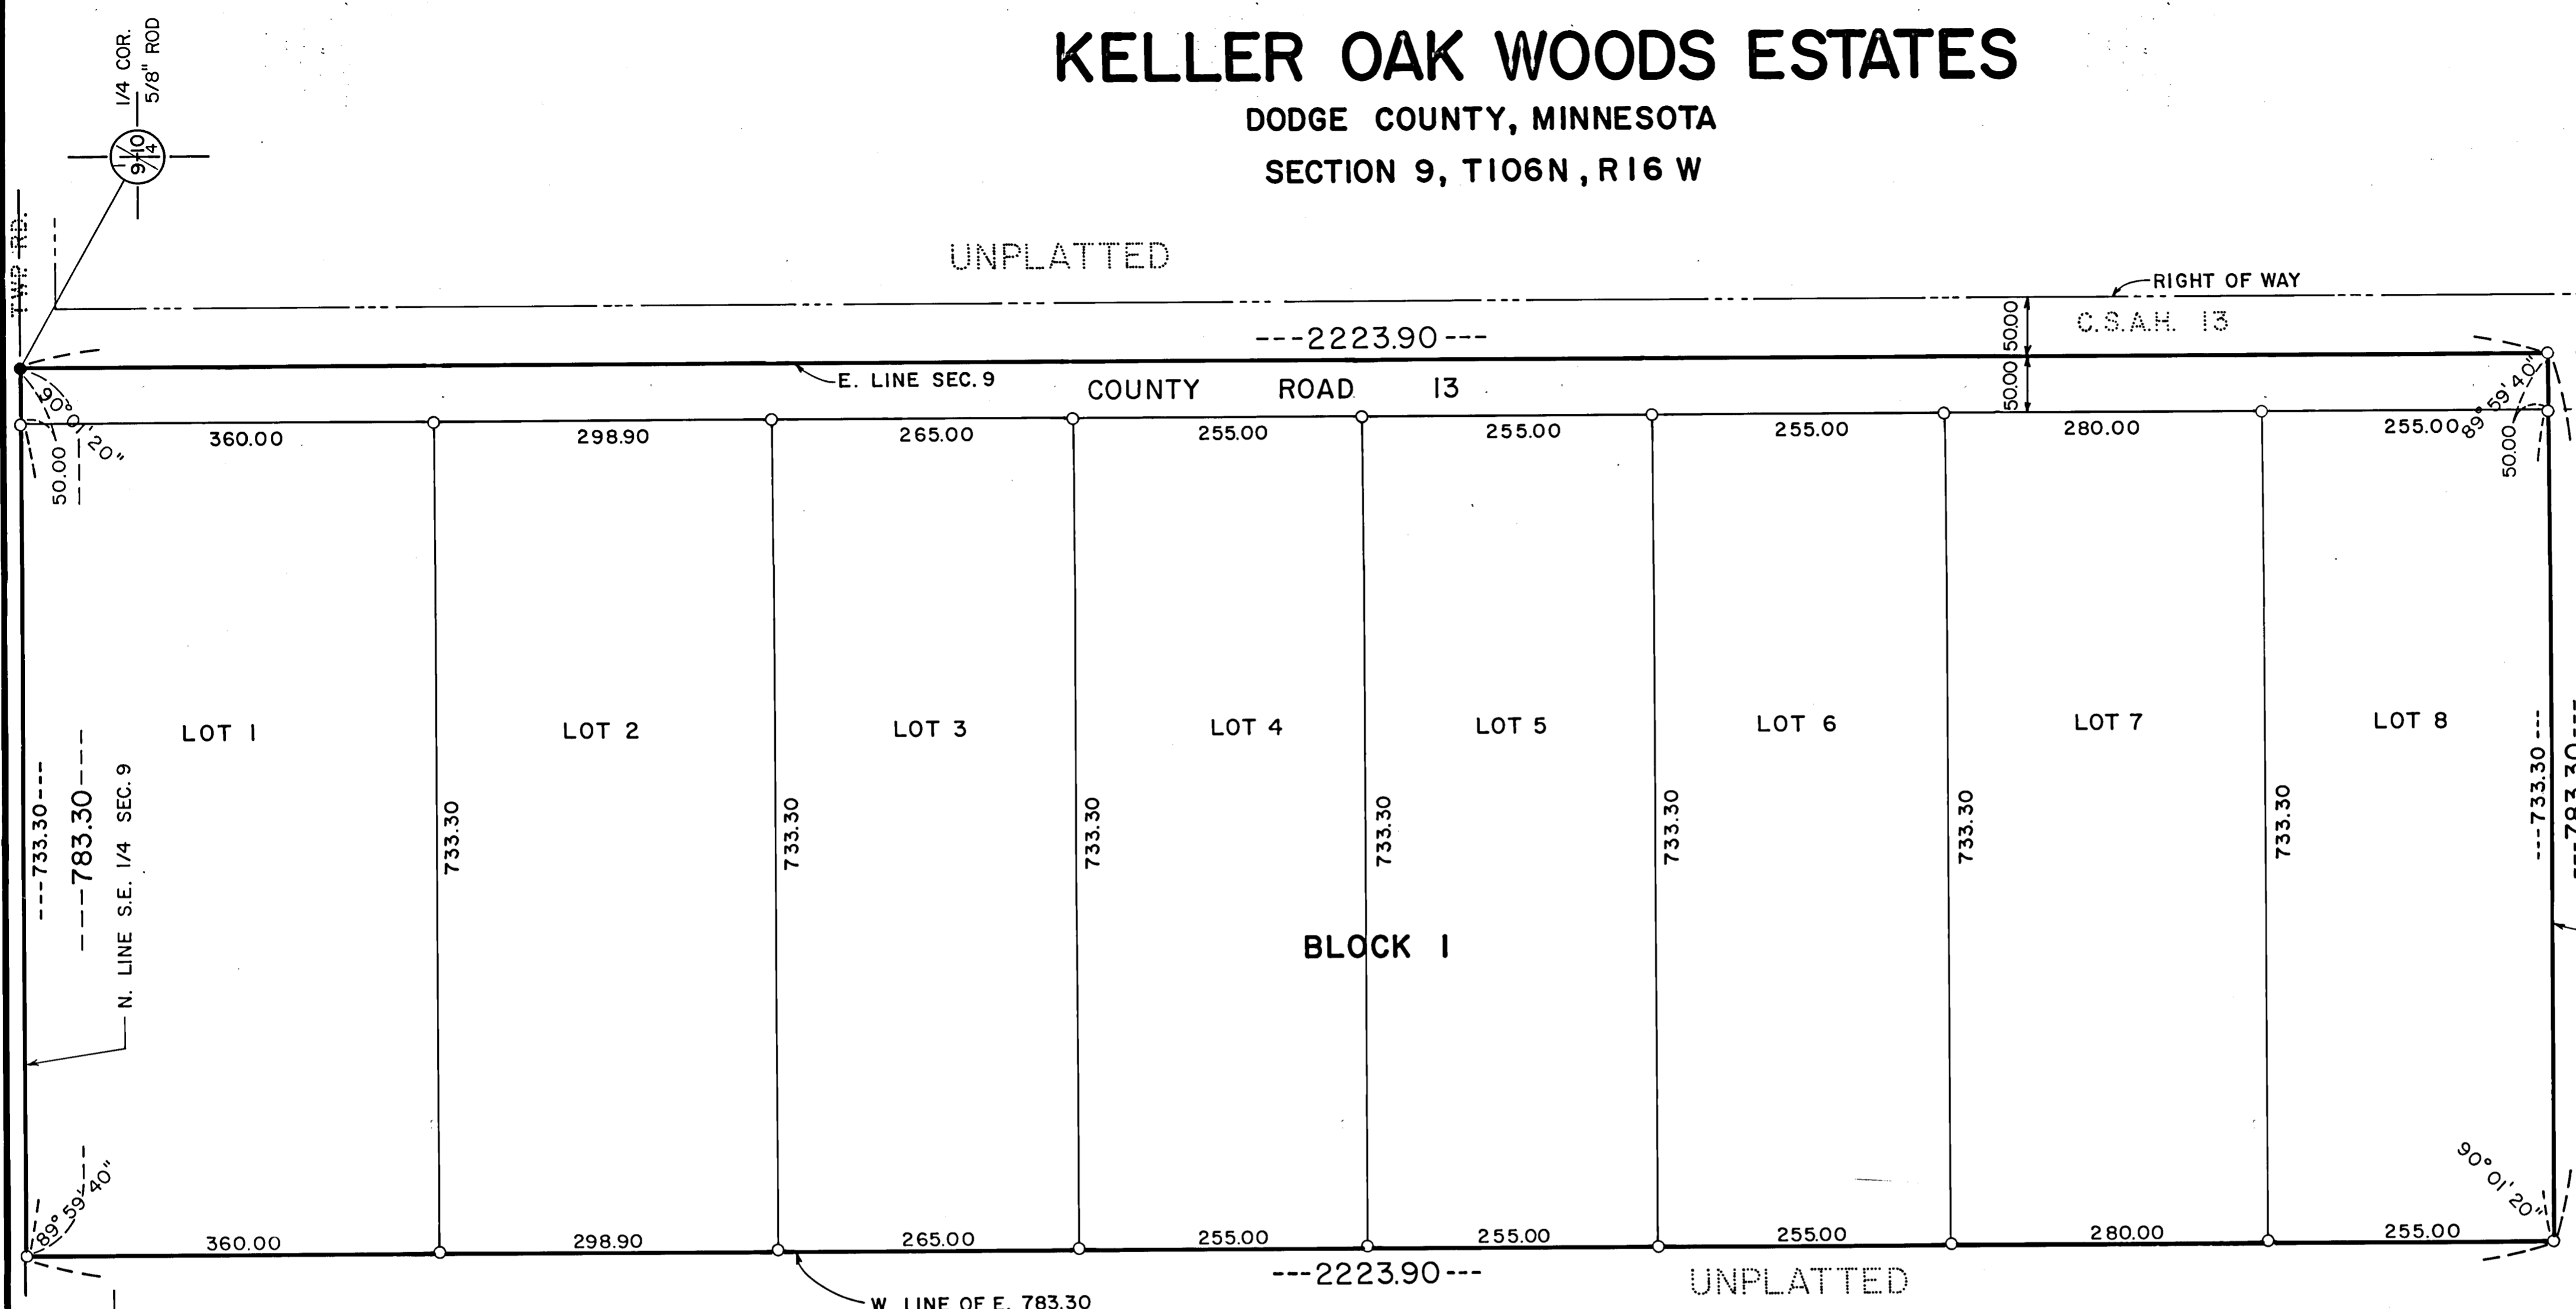 KELLER OAK WOODS ESTATES
DODGE COUNTY, MINNESOTA
SECTION 9, T106N, R16 W
1/4 COR.
5/8" ROD
9 10
1/4
TWP. RD.
UNPLATTED
RIGHT OF WAY
C.S.A.H. 13
---2223.90---
50.00
50.00
E. LINE SEC. 9
COUNTY ROAD 13
90° 01' 20"
89° 59' 40"
50.00
50.00
360.00
298.90
265.00
255.00
255.00
255.00
280.00
255.00
LOT 1
LOT 2
LOT 3
LOT 4
LOT 5
LOT 6
LOT 7
LOT 8
---733.30---
---783.30---
N. LINE S.E. 1/4 SEC. 9
733.30
733.30
733.30
733.30
733.30
733.30
733.30
---733.30---
---783.30---
BLOCK 1
89° 59' 40"
90° 01' 20"
360.00
298.90
265.00
255.00
255.00
255.00
280.00
255.00
---2223.90---
UNPLATTED
W. LINE OF E. 783.30